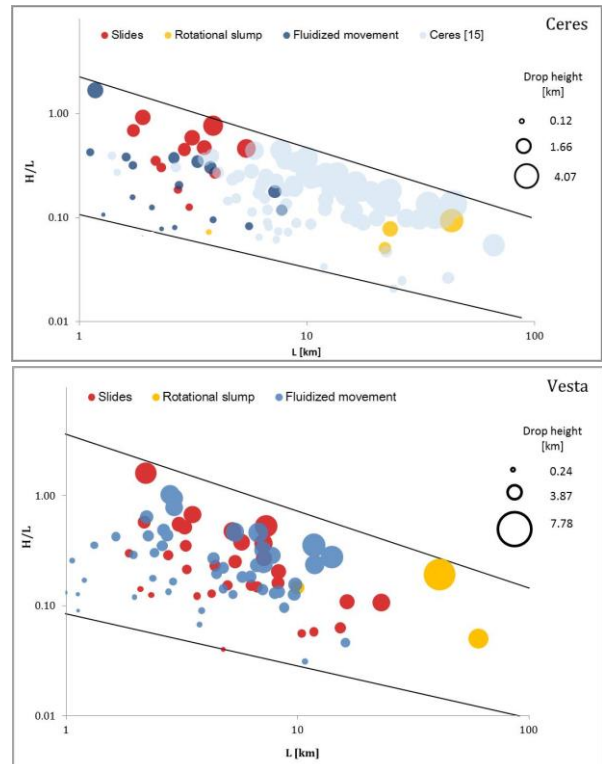 Ceres
Slides Rotational slump Fluidized movement Ceres [15]
Drop height
[km]
0.12
1.66
4.07
H/L
1.00
0.10
0.01
1 10 100
L [km]
Vesta
Slides Rotational slump Fluidized movement
Drop height
[km]
0.24
3.87
7.78
H/L
1.00
0.10
0.01
1 10 100
L [km]